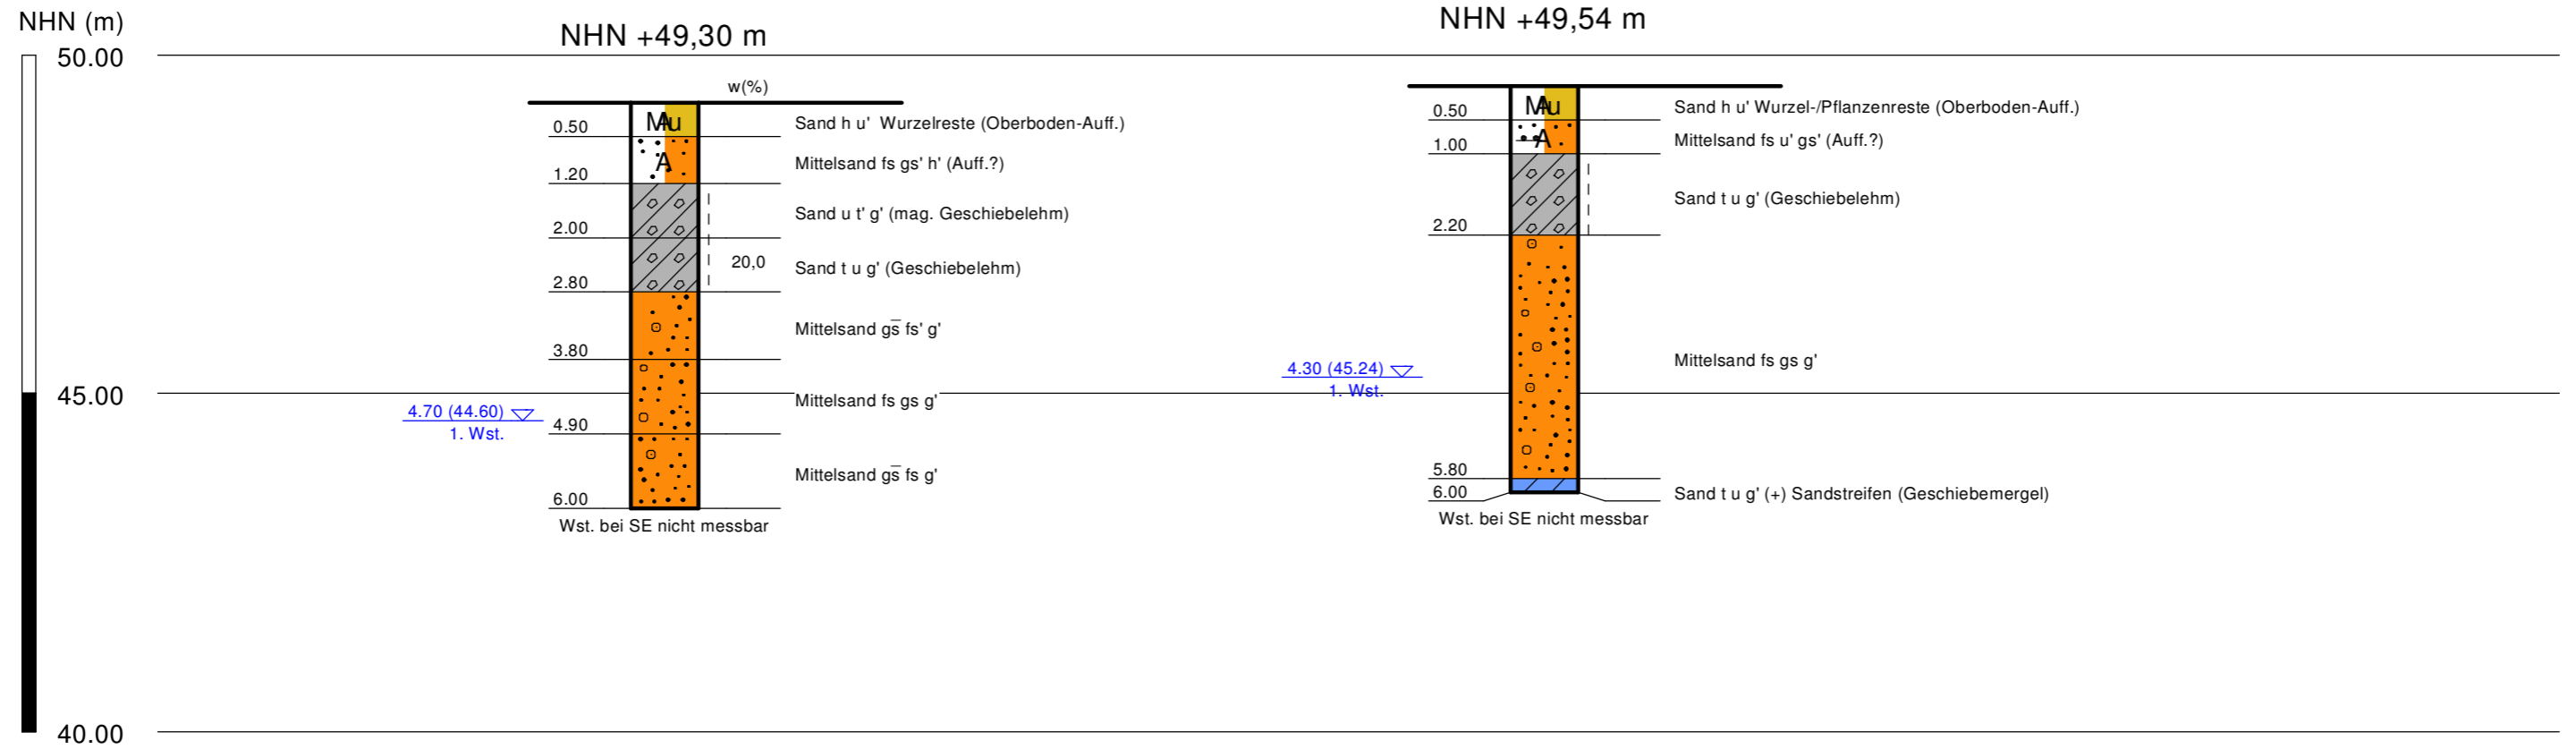 NHN (m)
50.00
45.00
40.00
NHN +49,30 m
w(%)
Mu A
0.50
Sand h u' Wurzelreste (Oberboden-Auff.)
A
1.20
Mittelsand fs gs' h' (Auff.?)
2.00
Sand u t' g' (mag. Geschiebelehm)
2.80
20,0
Sand t u g' (Geschiebelehm)
3.80
Mittelsand gs̅ fs' g'
4.70 (44.60)
1. Wst.
4.90
Mittelsand fs gs g'
6.00
Mittelsand gs̅ fs g'
Wst. bei SE nicht messbar
NHN +49,54 m
Mu A
0.50
Sand h u' Wurzel-/Pflanzenreste (Oberboden-Auff.)
A
1.00
Mittelsand fs u' gs' (Auff.?)
2.20
Sand t u g' (Geschiebelehm)
4.30 (45.24)
1. Wst.
Mittelsand fs gs g'
5.80
6.00
Sand t u g' (+) Sandstreifen (Geschiebemergel)
Wst. bei SE nicht messbar